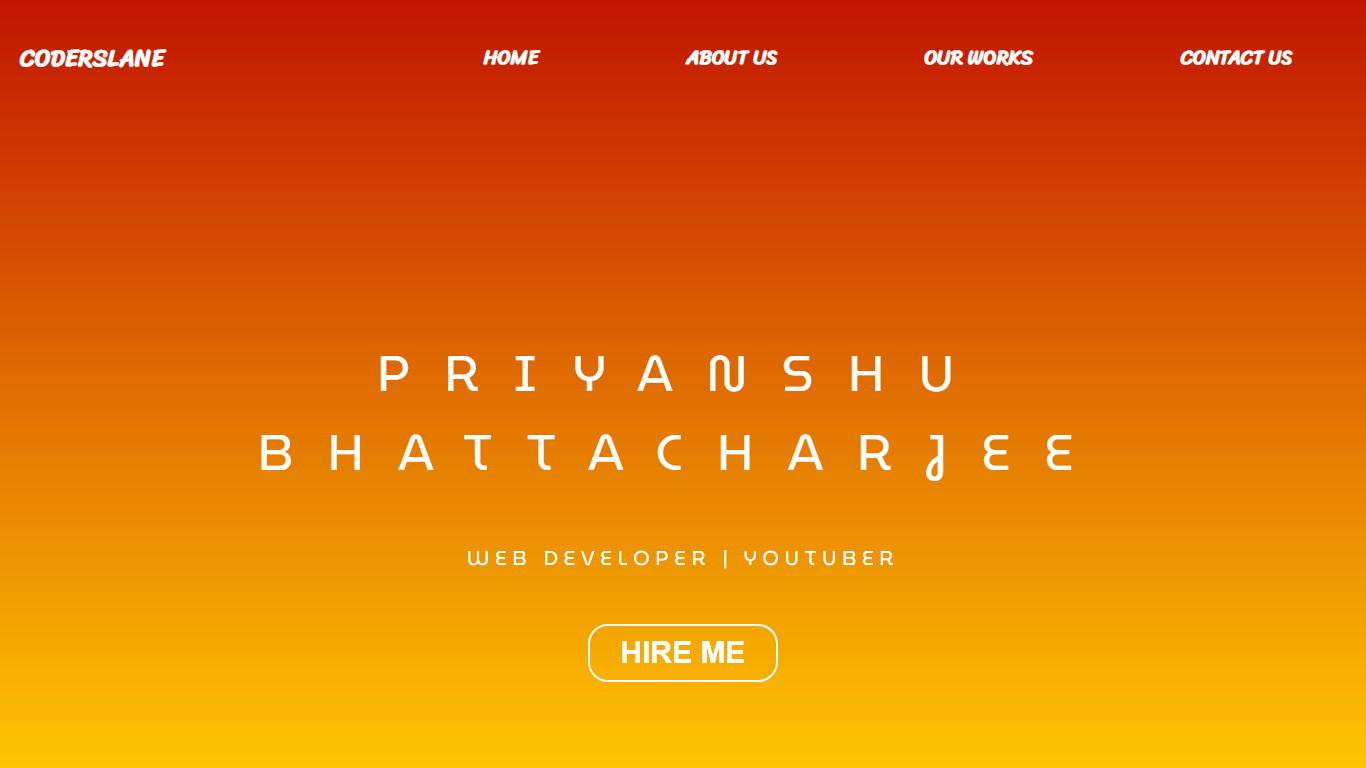 CODERSLANE HOME ABOUT US OUR WORKS CONTACT US
PRIYANSHU
BHATTACHARJEE
WEB DEVELOPER | YOUTUBER
HIRE ME